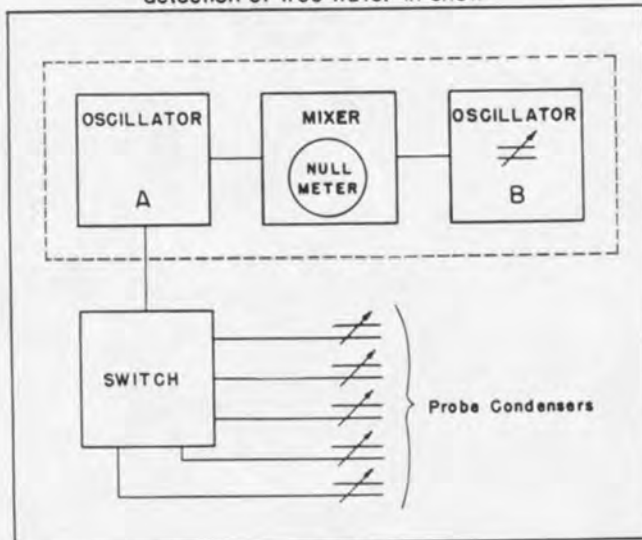 OSCILLATOR
A
MIXER
NULL
METER
OSCILLATOR
B
SWITCH
Probe Condensers